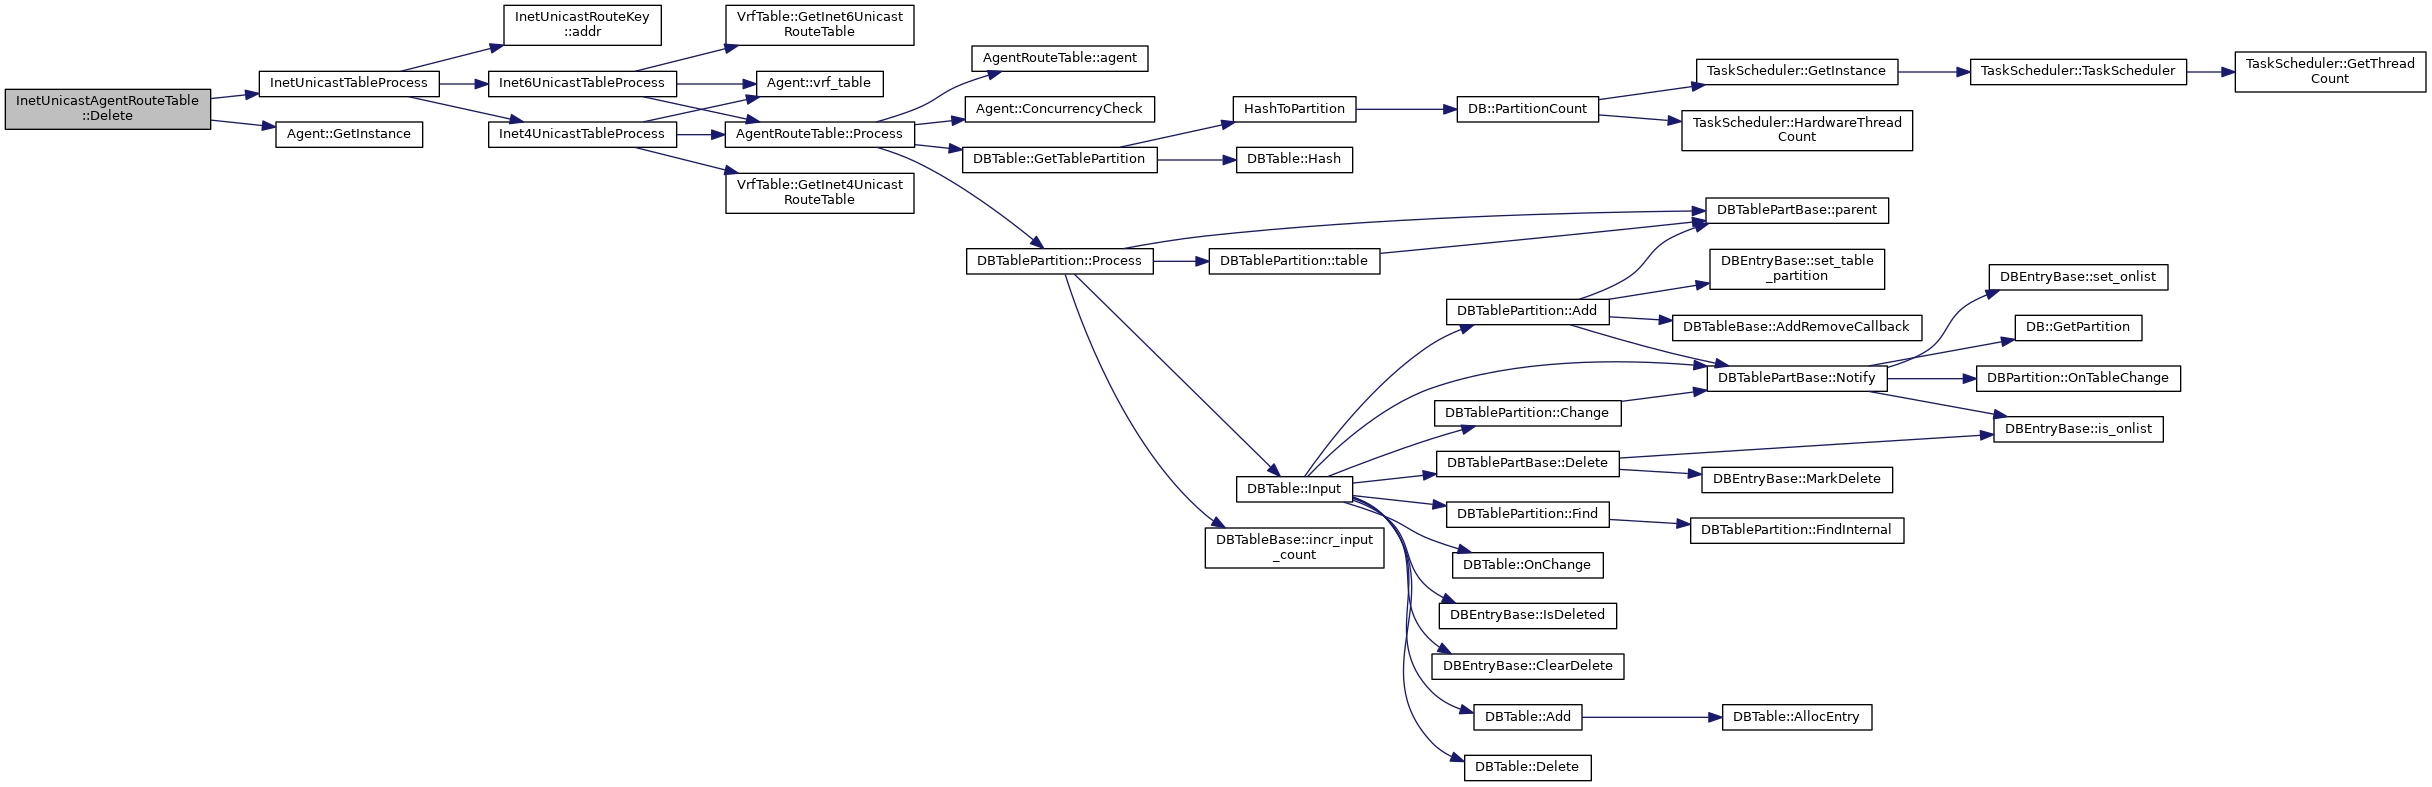 InetUnicastAgentRouteTable
::Delete
InetUnicastTableProcess
Agent::GetInstance
InetUnicastRouteKey
::addr
Inet6UnicastTableProcess
Inet4UnicastTableProcess
VrfTable::GetInet6Unicast
RouteTable
Agent::vrf_table
AgentRouteTable::Process
VrfTable::GetInet4Unicast
RouteTable
AgentRouteTable::agent
Agent::ConcurrencyCheck
DBTable::GetTablePartition
DBTablePartition::Process
HashToPartition
DBTable::Hash
DBTablePartition::table
DBTable::Input
DBTableBase::incr_input
_count
DB::PartitionCount
DBTablePartition::Add
DBTablePartition::Change
DBTablePartBase::Delete
DBTablePartition::Find
DBTable::OnChange
DBEntryBase::IsDeleted
DBEntryBase::ClearDelete
DBTable::Add
DBTable::Delete
TaskScheduler::GetInstance
TaskScheduler::HardwareThread
Count
DBTablePartBase::parent
DBEntryBase::set_table
_partition
DBTableBase::AddRemoveCallback
DBTablePartBase::Notify
DBEntryBase::MarkDelete
DBTablePartition::FindInternal
DBTable::AllocEntry
TaskScheduler::TaskScheduler
DBEntryBase::set_onlist
DB::GetPartition
DBPartition::OnTableChange
DBEntryBase::is_onlist
TaskScheduler::GetThread
Count